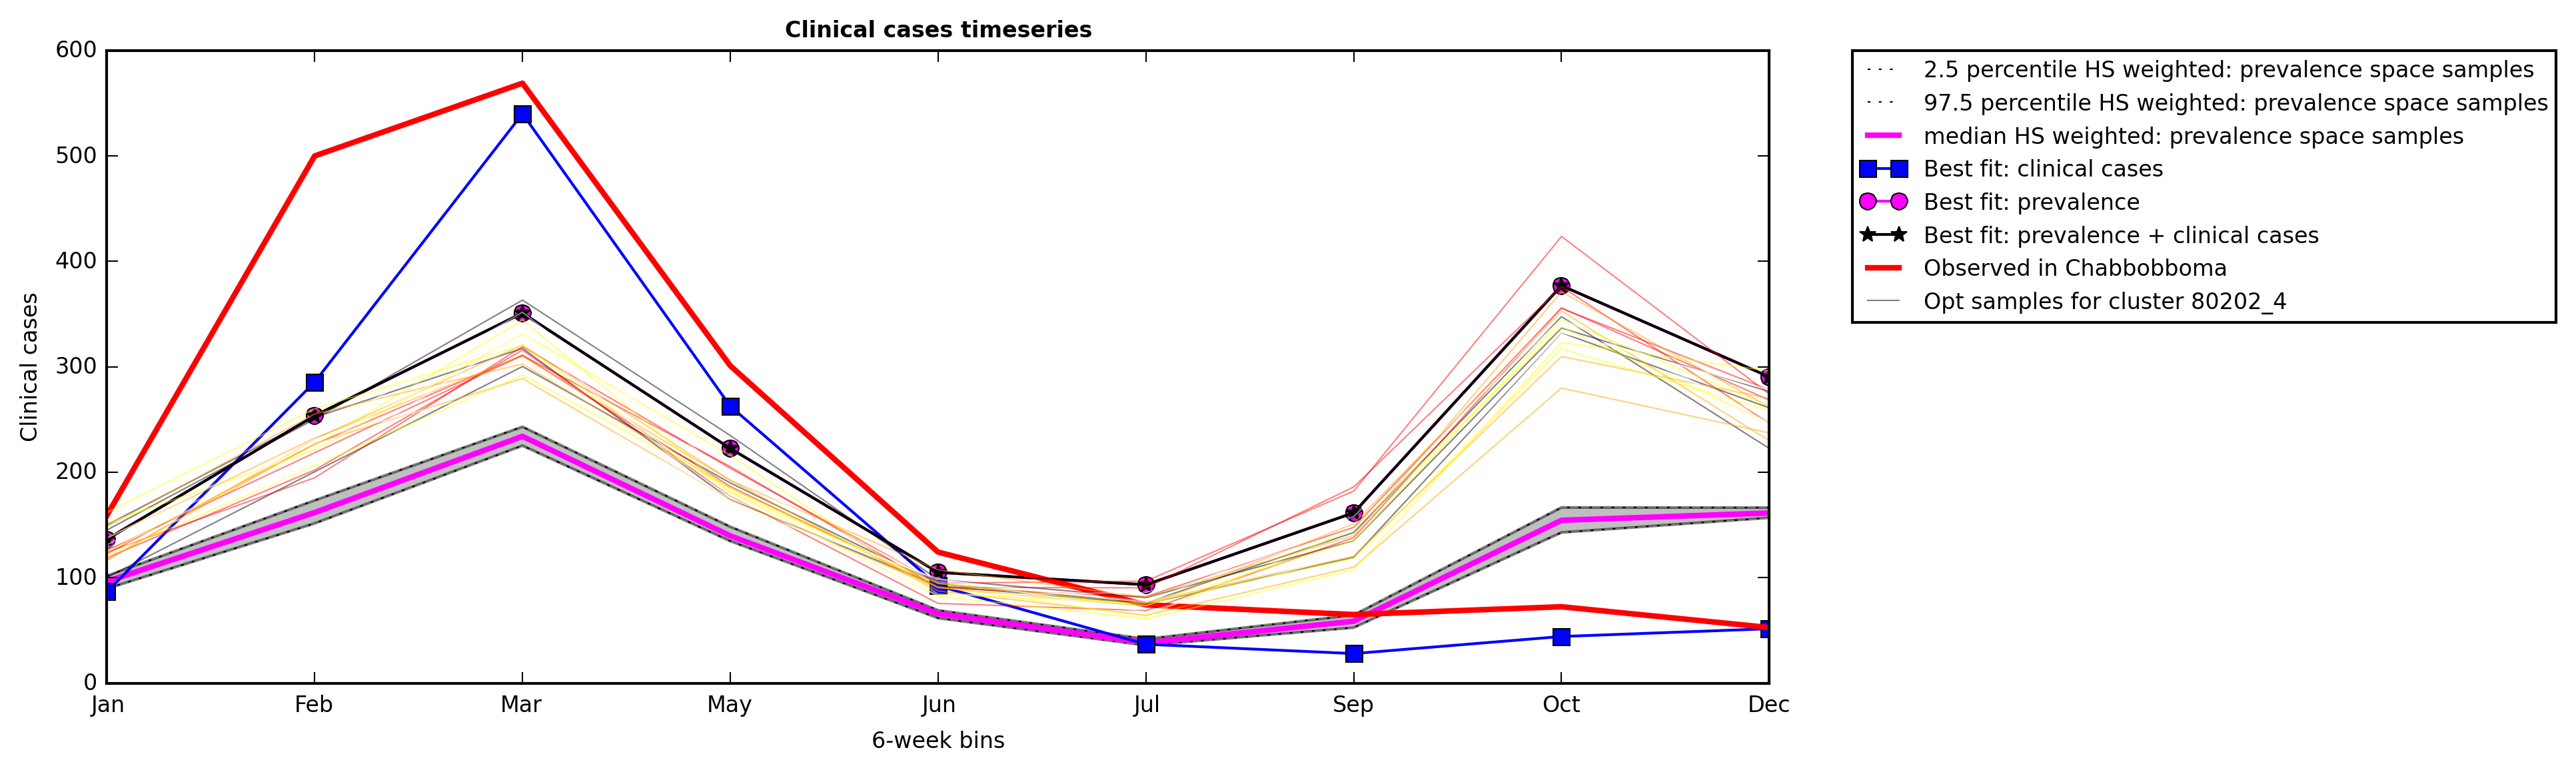 Clinical cases timeseries
600
500
400
300
200
100
0
Clinical cases
Jan Feb Mar May Jun Jul Sep Oct Dec
6-week bins
2.5 percentile HS weighted: prevalence space samples
97.5 percentile HS weighted: prevalence space samples
median HS weighted: prevalence space samples
Best fit: clinical cases
Best fit: prevalence
Best fit: prevalence + clinical cases
Observed in Chabbobboma
Opt samples for cluster 80202_4